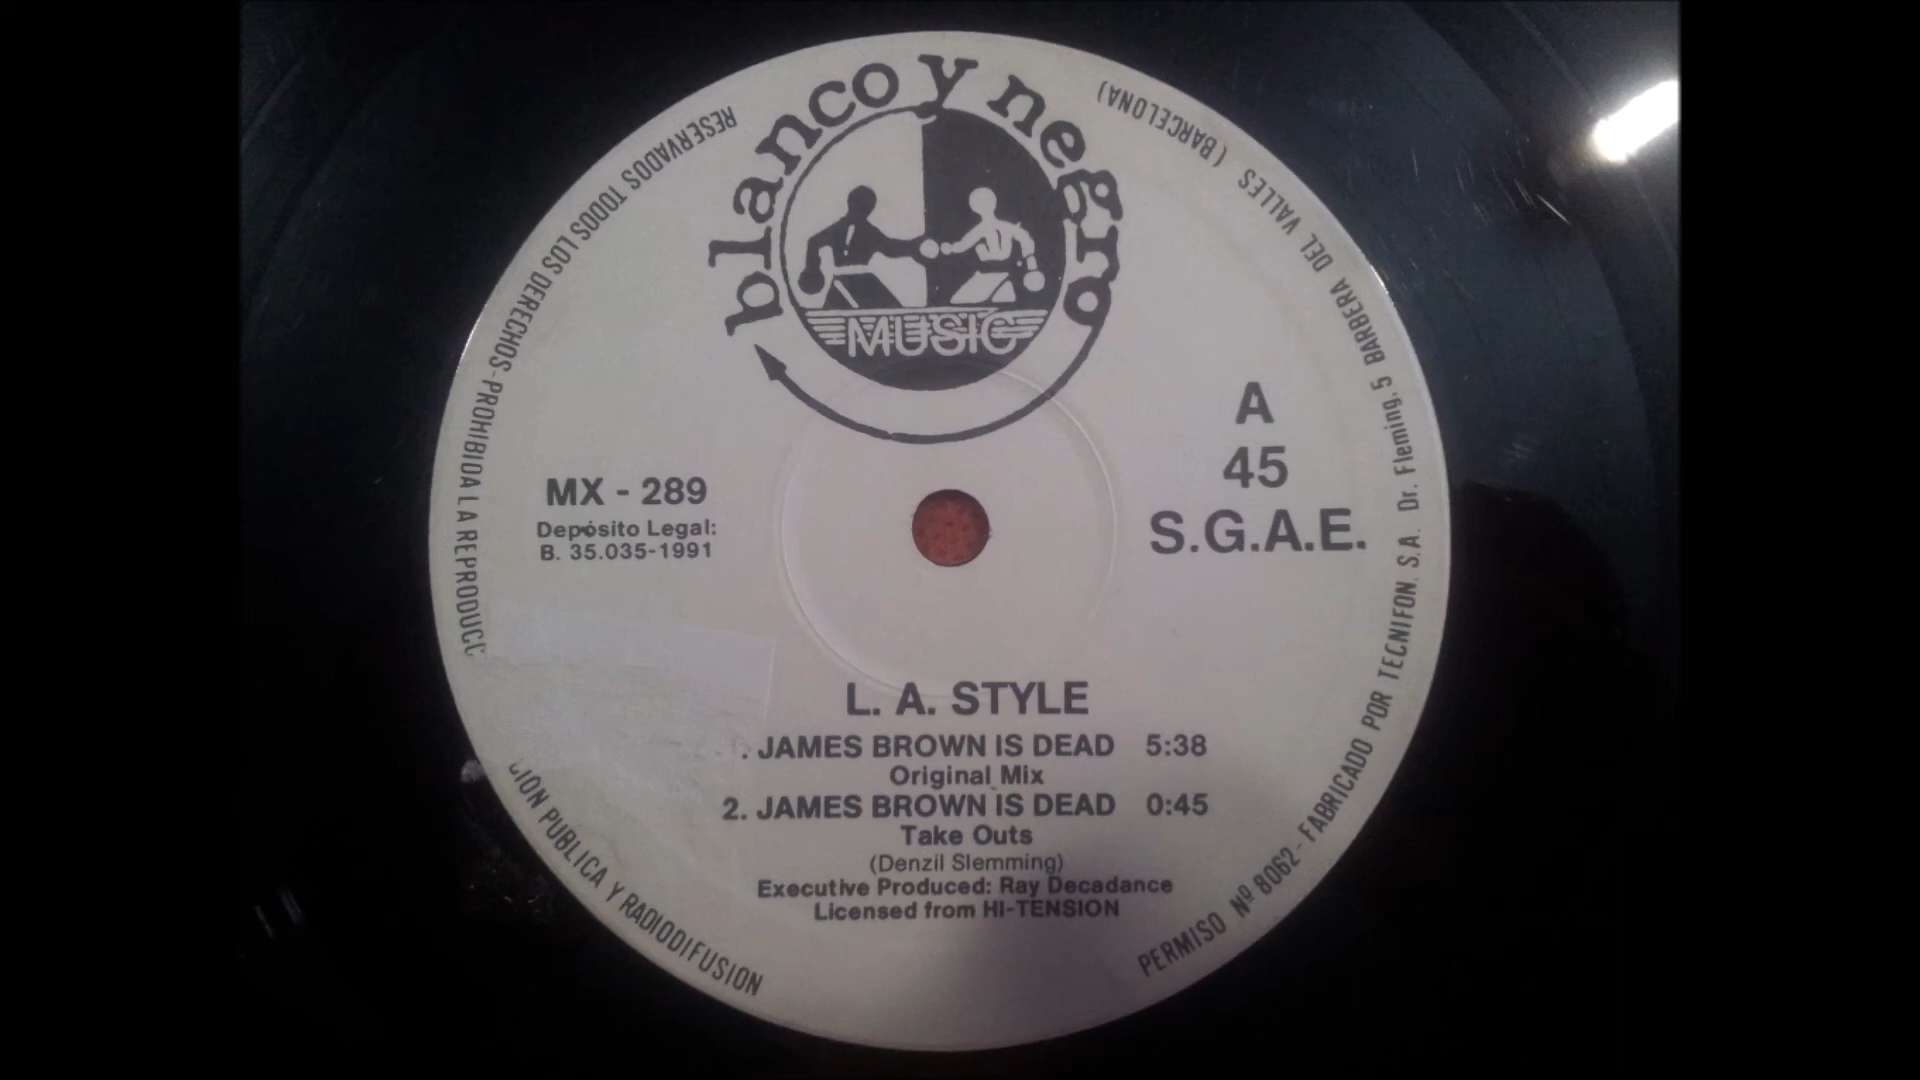 blanco y negro
MUSIC
RESERVADOS TODOS LOS DERECHOS-PROHIBIDA LA REPRODUCC
CION PUBLICA Y RADIODIFUSION
PERMISO Nº 8062 - FABRICADO POR TECNIFON, S.A. Dr. Fleming, 5 BARBERA DEL VALLES (BARCELONA)
A
45
S.G.A.E.
MX - 289
Depósito Legal:
B. 35.035-1991
L. A. STYLE
. JAMES BROWN IS DEAD 5:38
Original Mix
2. JAMES BROWN IS DEAD 0:45
Take Outs
(Denzil Slemming)
Executive Produced: Ray Decadance
Licensed from HI-TENSION